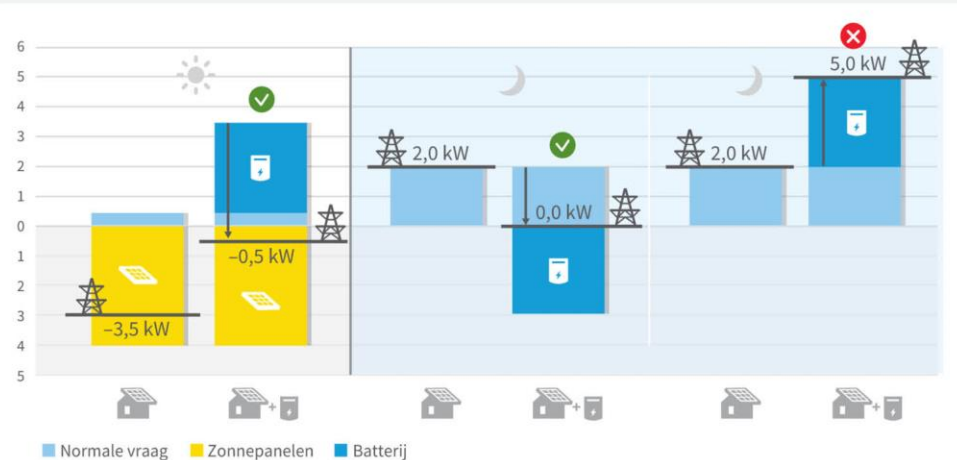 6
5
4
3
2
1
0
1
2
3
4
5
–3,5 kW
–0,5 kW
2,0 kW
0,0 kW
2,0 kW
5,0 kW
+
+
+
Normale vraag Zonnepanelen Batterij